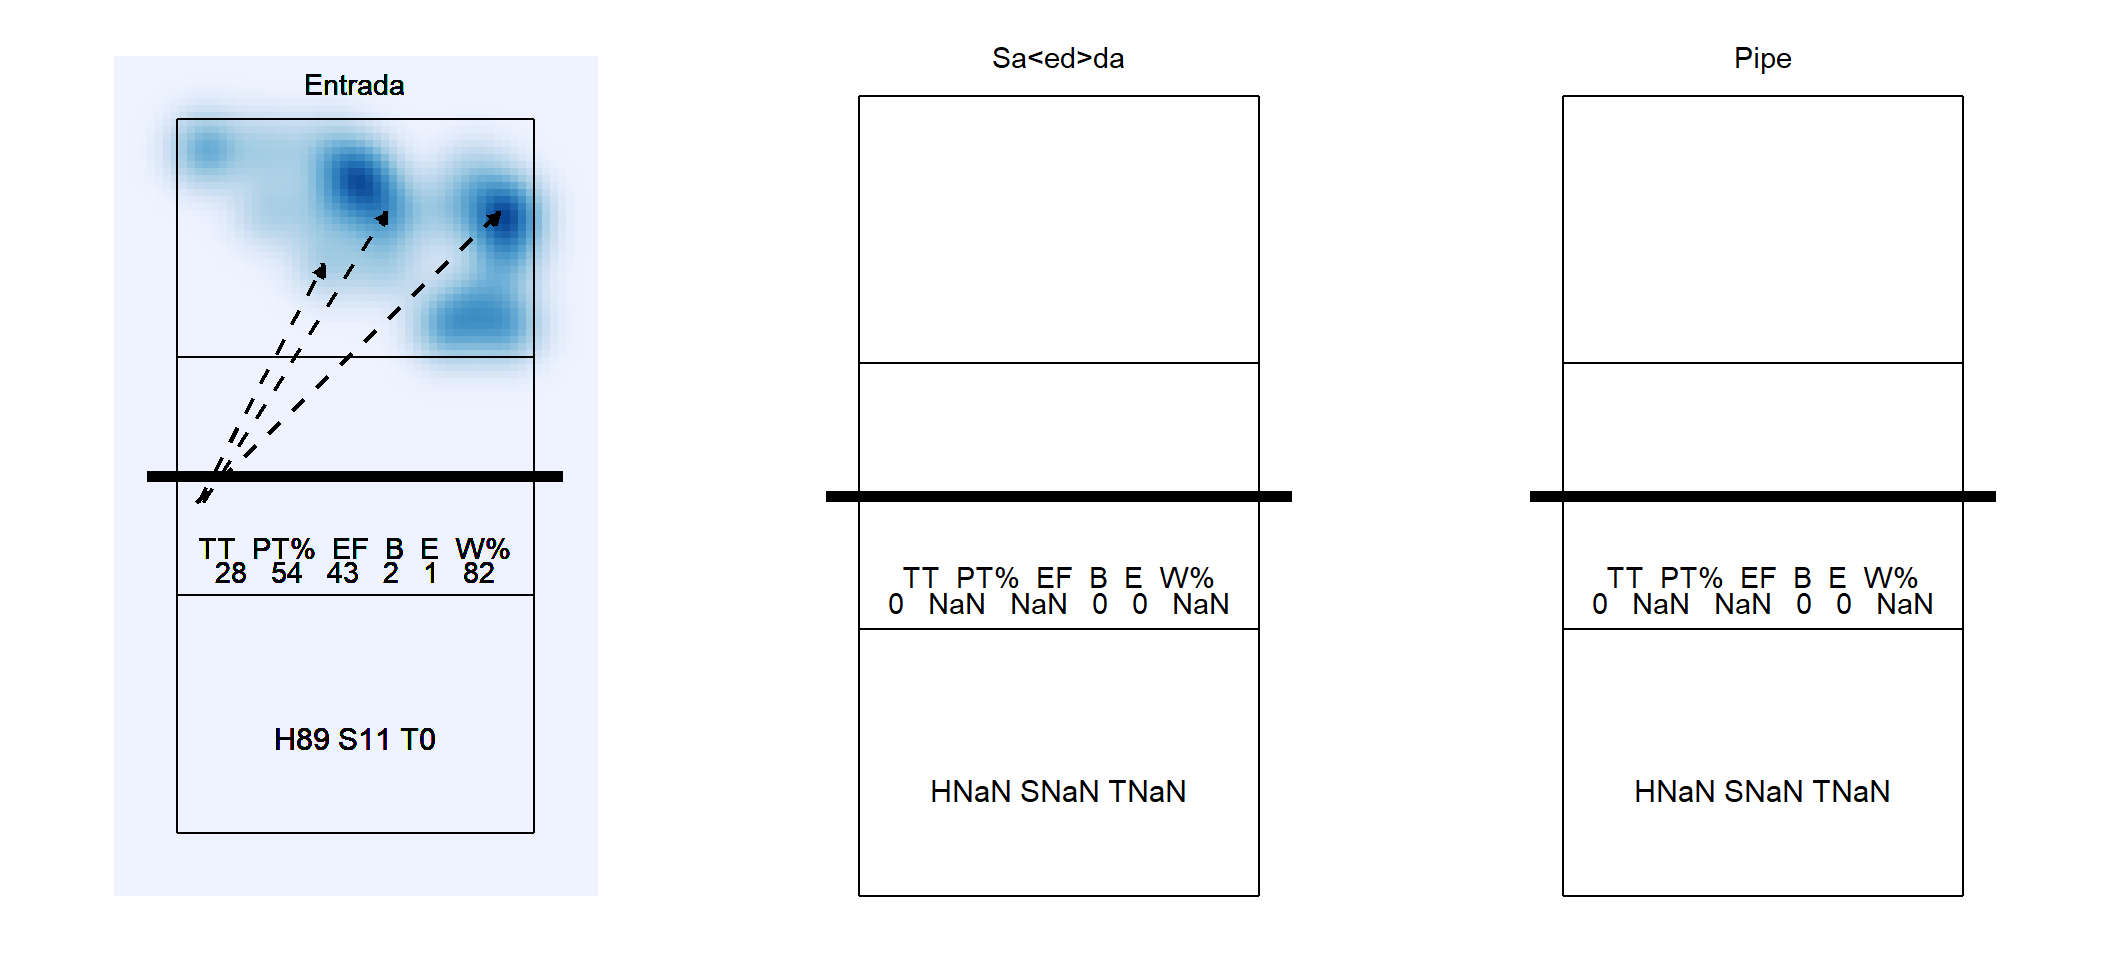 Entrada
TT PT% EF B E W%
28 54 43 2 1 82
H89 S11 T0
Sa<ed>da
TT PT% EF B E W%
0 NaN NaN 0 0 NaN
HNaN SNaN TNaN
Pipe
TT PT% EF B E W%
0 NaN NaN 0 0 NaN
HNaN SNaN TNaN